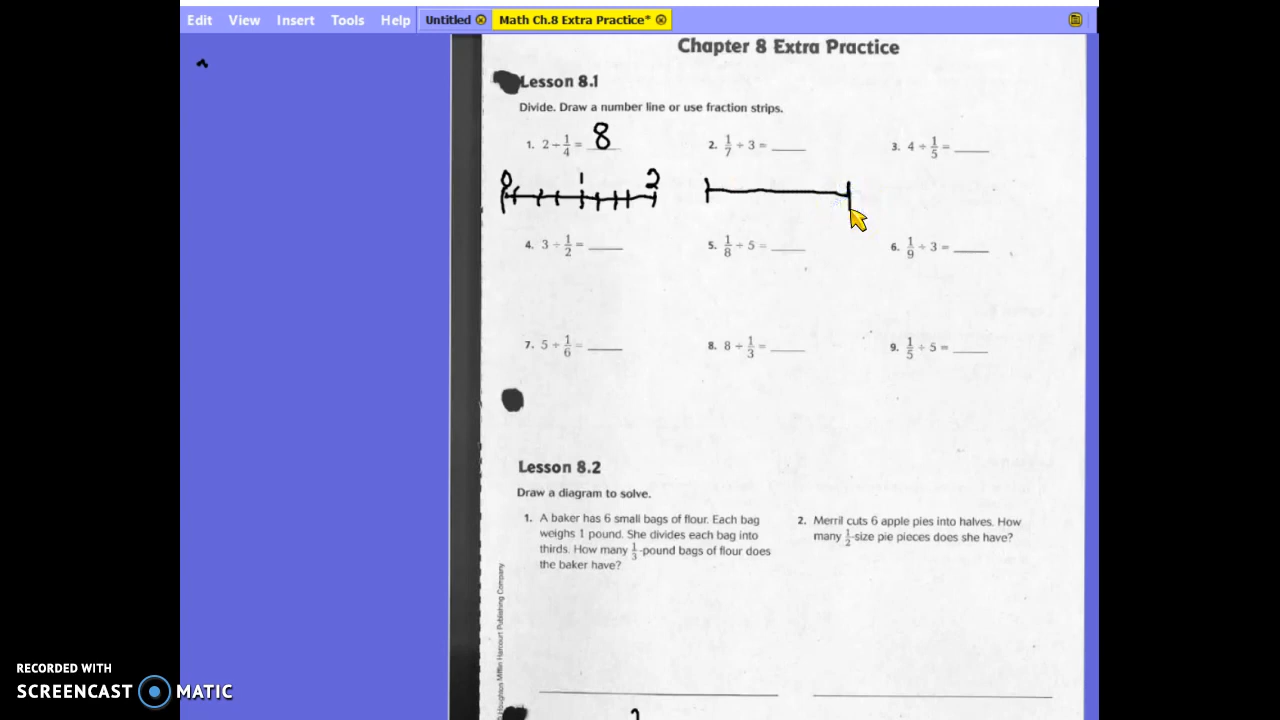 Edit View Insert Tools Help Untitled Math Ch.8 Extra Practice*
Chapter 8 Extra Practice
Lesson 8.1
Divide. Draw a number line or use fraction strips.
1. 2 ÷ 1/4 = 8
2. 1/7 ÷ 3 = ____
3. 4 ÷ 1/5 = ____
0 1 2
4. 3 ÷ 1/2 = ____
5. 1/8 ÷ 5 = ____
6. 1/9 ÷ 3 = ____
7. 5 ÷ 1/6 = ____
8. 8 ÷ 1/3 = ____
9. 1/5 ÷ 5 = ____
Lesson 8.2
Draw a diagram to solve.
1. A baker has 6 small bags of flour. Each bag
weighs 1 pound. She divides each bag into
thirds. How many 1/3-pound bags of flour does
the baker have?
2. Merril cuts 6 apple pies into halves. How
many 1/2-size pie pieces does she have?
Houghton Mifflin Harcourt Publishing Company
RECORDED WITH
SCREENCAST MATIC